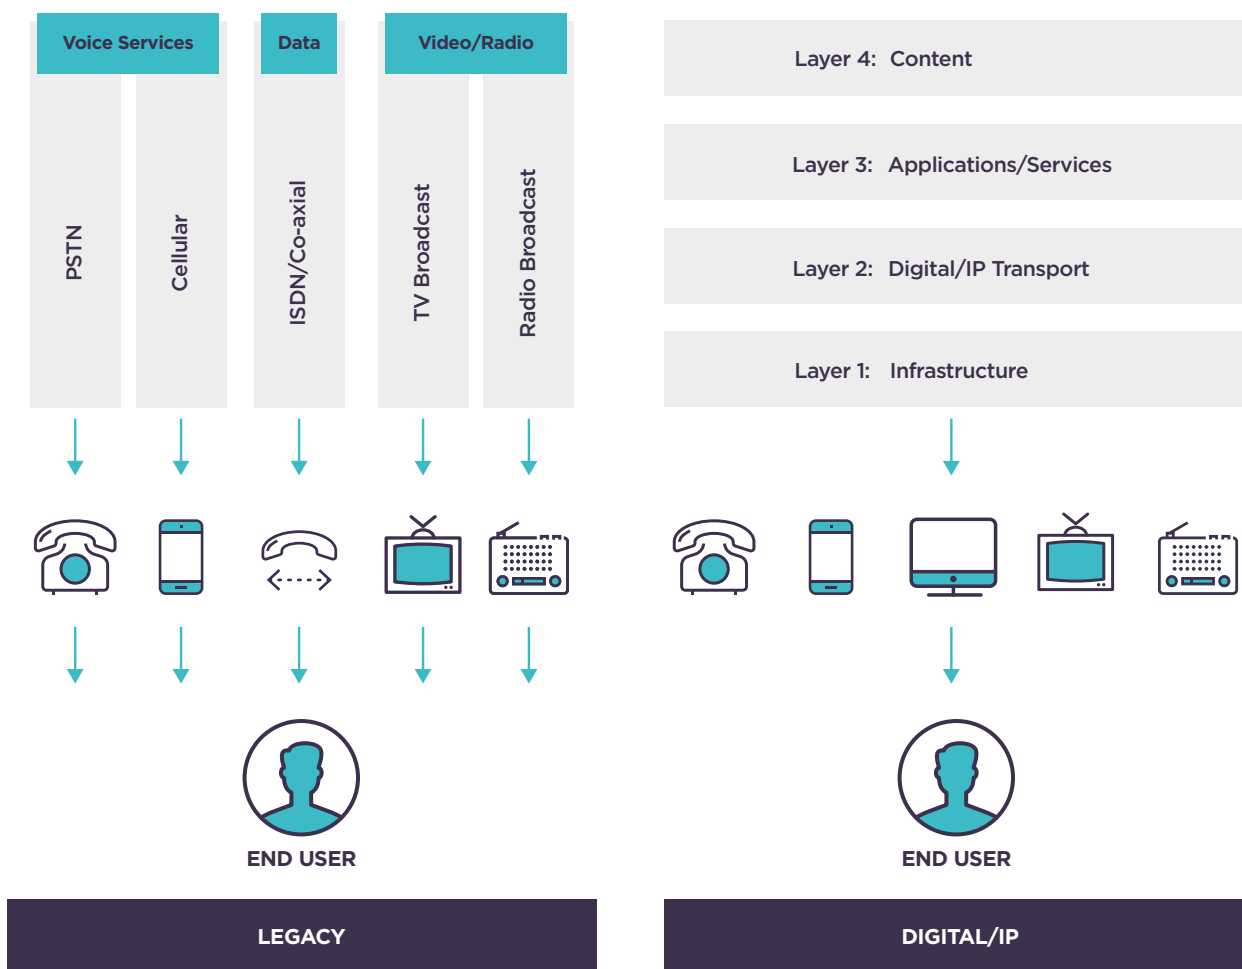 Voice Services
Data
Video/Radio
PSTN
Cellular
ISDN/Co-axial
TV Broadcast
Radio Broadcast
END USER
LEGACY
Layer 4: Content
Layer 3: Applications/Services
Layer 2: Digital/IP Transport
Layer 1: Infrastructure
END USER
DIGITAL/IP